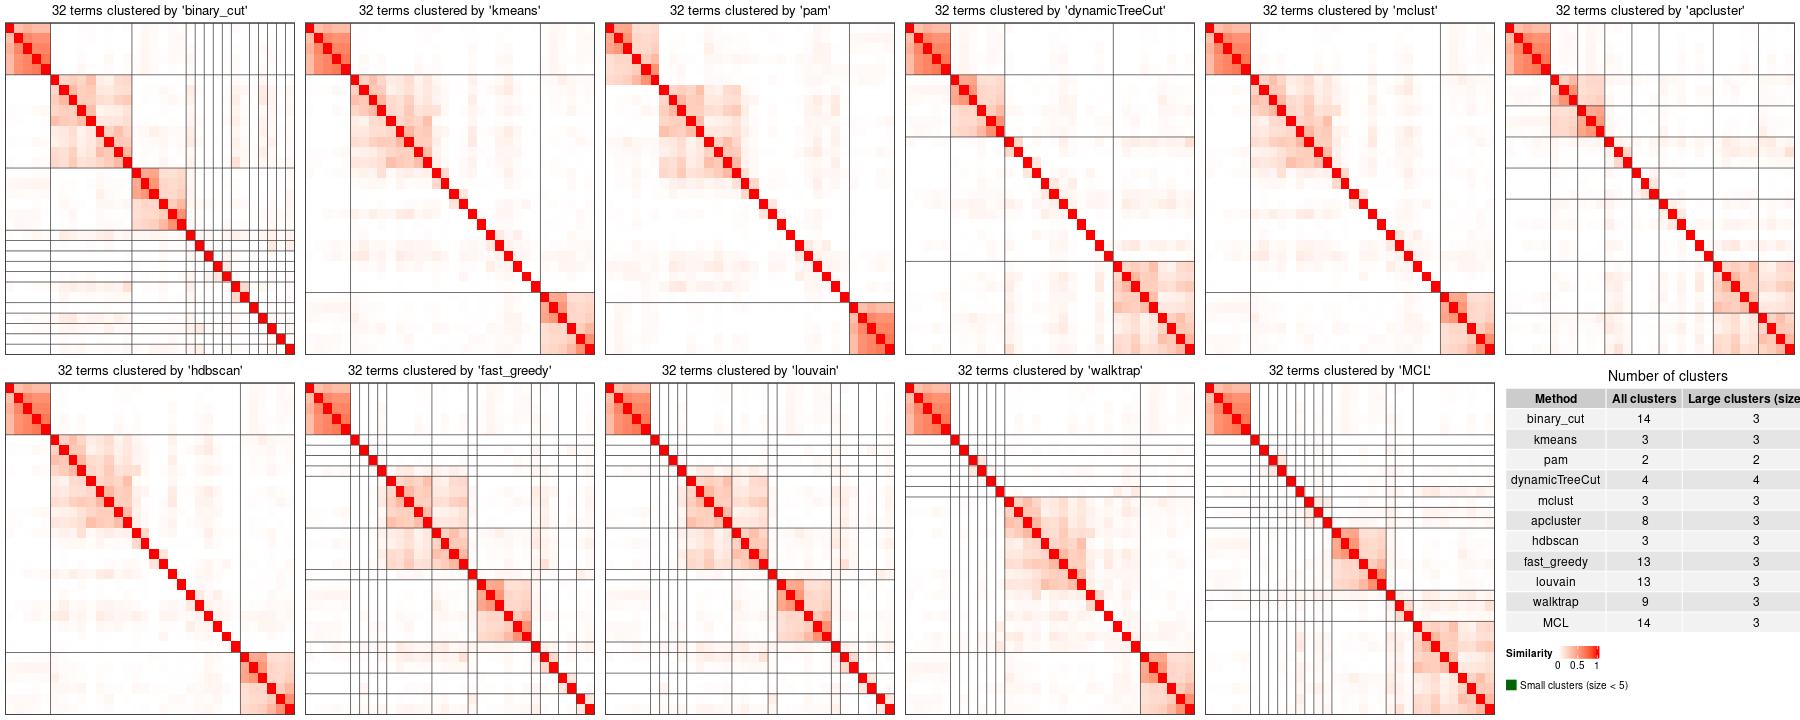 32 terms clustered by 'binary_cut'
32 terms clustered by 'kmeans'
32 terms clustered by 'pam'
32 terms clustered by 'dynamicTreeCut'
32 terms clustered by 'mclust'
32 terms clustered by 'apcluster'
32 terms clustered by 'hdbscan'
32 terms clustered by 'fast_greedy'
32 terms clustered by 'louvain'
32 terms clustered by 'walktrap'
32 terms clustered by 'MCL'
Number of clusters
Method All clusters Large clusters (size
binary_cut 14 3
kmeans 3 3
pam 2 2
dynamicTreeCut 4 4
mclust 3 3
apcluster 8 3
hdbscan 3 3
fast_greedy 13 3
louvain 13 3
walktrap 9 3
MCL 14 3
Similarity
0 0.5 1
Small clusters (size < 5)